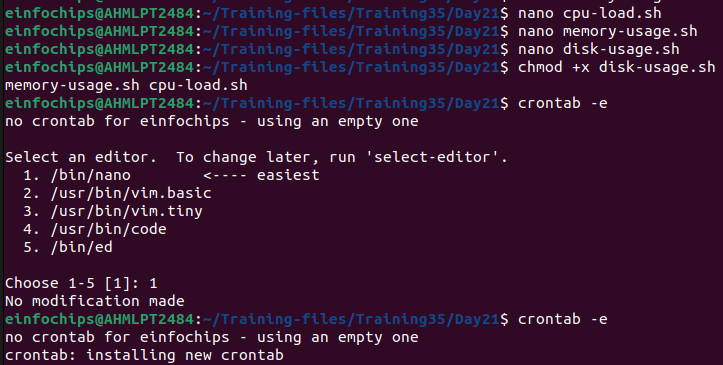 einfochips@AHMLPT2484:~/Training-files/Training35/Day21$ nano cpu-load.sh
einfochips@AHMLPT2484:~/Training-files/Training35/Day21$ nano memory-usage.sh
einfochips@AHMLPT2484:~/Training-files/Training35/Day21$ nano disk-usage.sh
einfochips@AHMLPT2484:~/Training-files/Training35/Day21$ chmod +x disk-usage.sh
memory-usage.sh cpu-load.sh
einfochips@AHMLPT2484:~/Training-files/Training35/Day21$ crontab -e
no crontab for einfochips - using an empty one

Select an editor.  To change later, run 'select-editor'.
  1. /bin/nano        <---- easiest
  2. /usr/bin/vim.basic
  3. /usr/bin/vim.tiny
  4. /usr/bin/code
  5. /bin/ed

Choose 1-5 [1]: 1
No modification made
einfochips@AHMLPT2484:~/Training-files/Training35/Day21$ crontab -e
no crontab for einfochips - using an empty one
crontab: installing new crontab